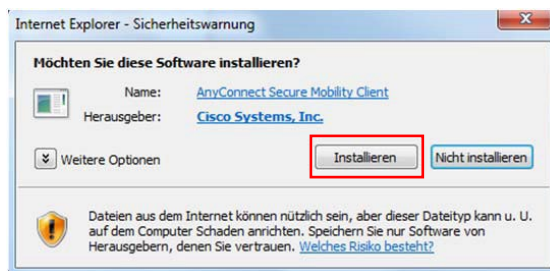 Internet Explorer - Sicherheitswarnung
Möchten Sie diese Software installieren?
Name: AnyConnect Secure Mobility Client
Herausgeber: Cisco Systems, Inc.
Weitere Optionen Installieren Nicht installieren
Dateien aus dem Internet können nützlich sein, aber dieser Dateityp kann u. U.
auf dem Computer Schaden anrichten. Speichern Sie nur Software von
Herausgebern, denen Sie vertrauen. Welches Risiko besteht?